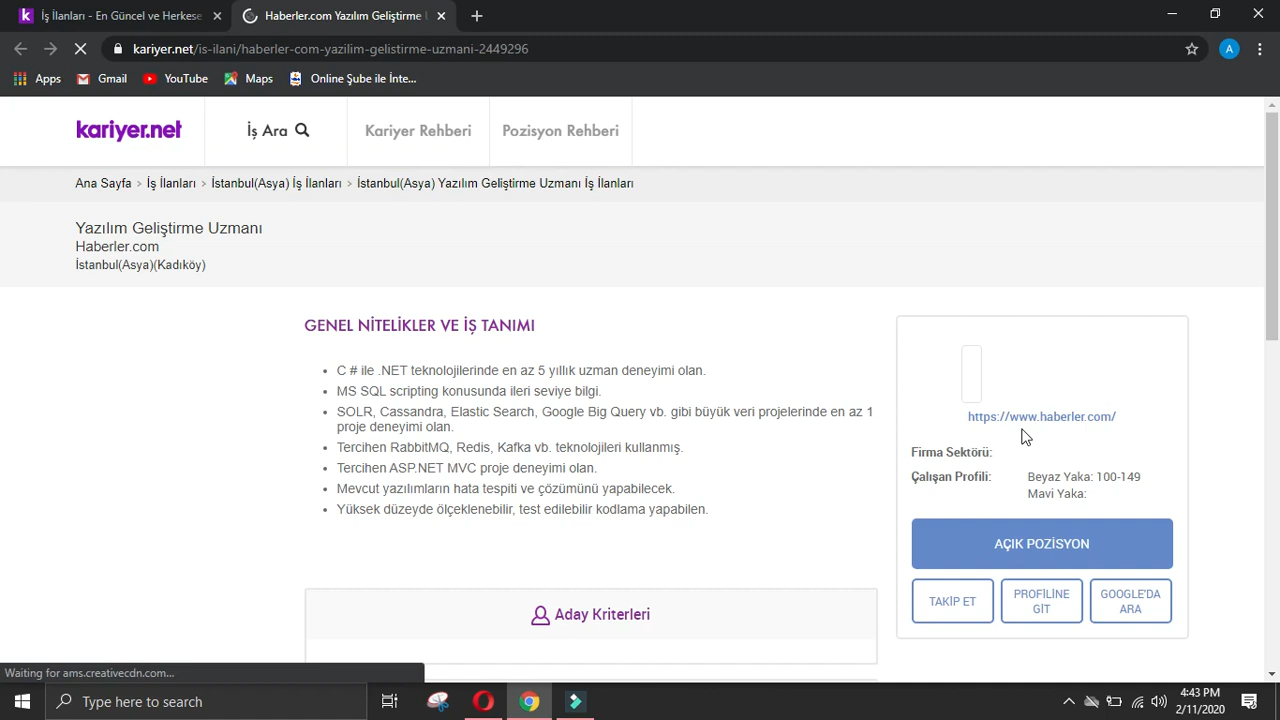 İş İlanları - En Güncel ve Herkese
Haberler.com Yazılım Geliştirme
kariyer.net/is-ilani/haberler-com-yazilim-gelistirme-uzmani-2449296
A
Apps
Gmail
YouTube
Maps
Online Şube ile İnte...
kariyer.net
İş Ara
Kariyer Rehberi
Pozisyon Rehberi
Ana Sayfa > İş İlanları > İstanbul(Asya) İş İlanları > İstanbul(Asya) Yazılım Geliştirme Uzmanı İş İlanları
Yazılım Geliştirme Uzmanı
Haberler.com
İstanbul(Asya)(Kadıköy)
GENEL NİTELİKLER VE İŞ TANIMI
• C # ile .NET teknolojilerinde en az 5 yıllık uzman deneyimi olan.
• MS SQL scripting konusunda ileri seviye bilgi.
• SOLR, Cassandra, Elastic Search, Google Big Query vb. gibi büyük veri projelerinde en az 1
proje deneyimi olan.
• Tercihen RabbitMQ, Redis, Kafka vb. teknolojileri kullanmış.
• Tercihen ASP.NET MVC proje deneyimi olan.
• Mevcut yazılımların hata tespiti ve çözümünü yapabilecek.
• Yüksek düzeyde ölçeklenebilir, test edilebilir kodlama yapabilen.
Aday Kriterleri
https://www.haberler.com/
Firma Sektörü:
Çalışan Profili: Beyaz Yaka: 100-149
Mavi Yaka:
AÇIK POZİSYON
TAKİP ET
PROFİLİNE
GİT
GOOGLE'DA
ARA
Waiting for ams.creativecdn.com...
Type here to search
4:43 PM
2/11/2020